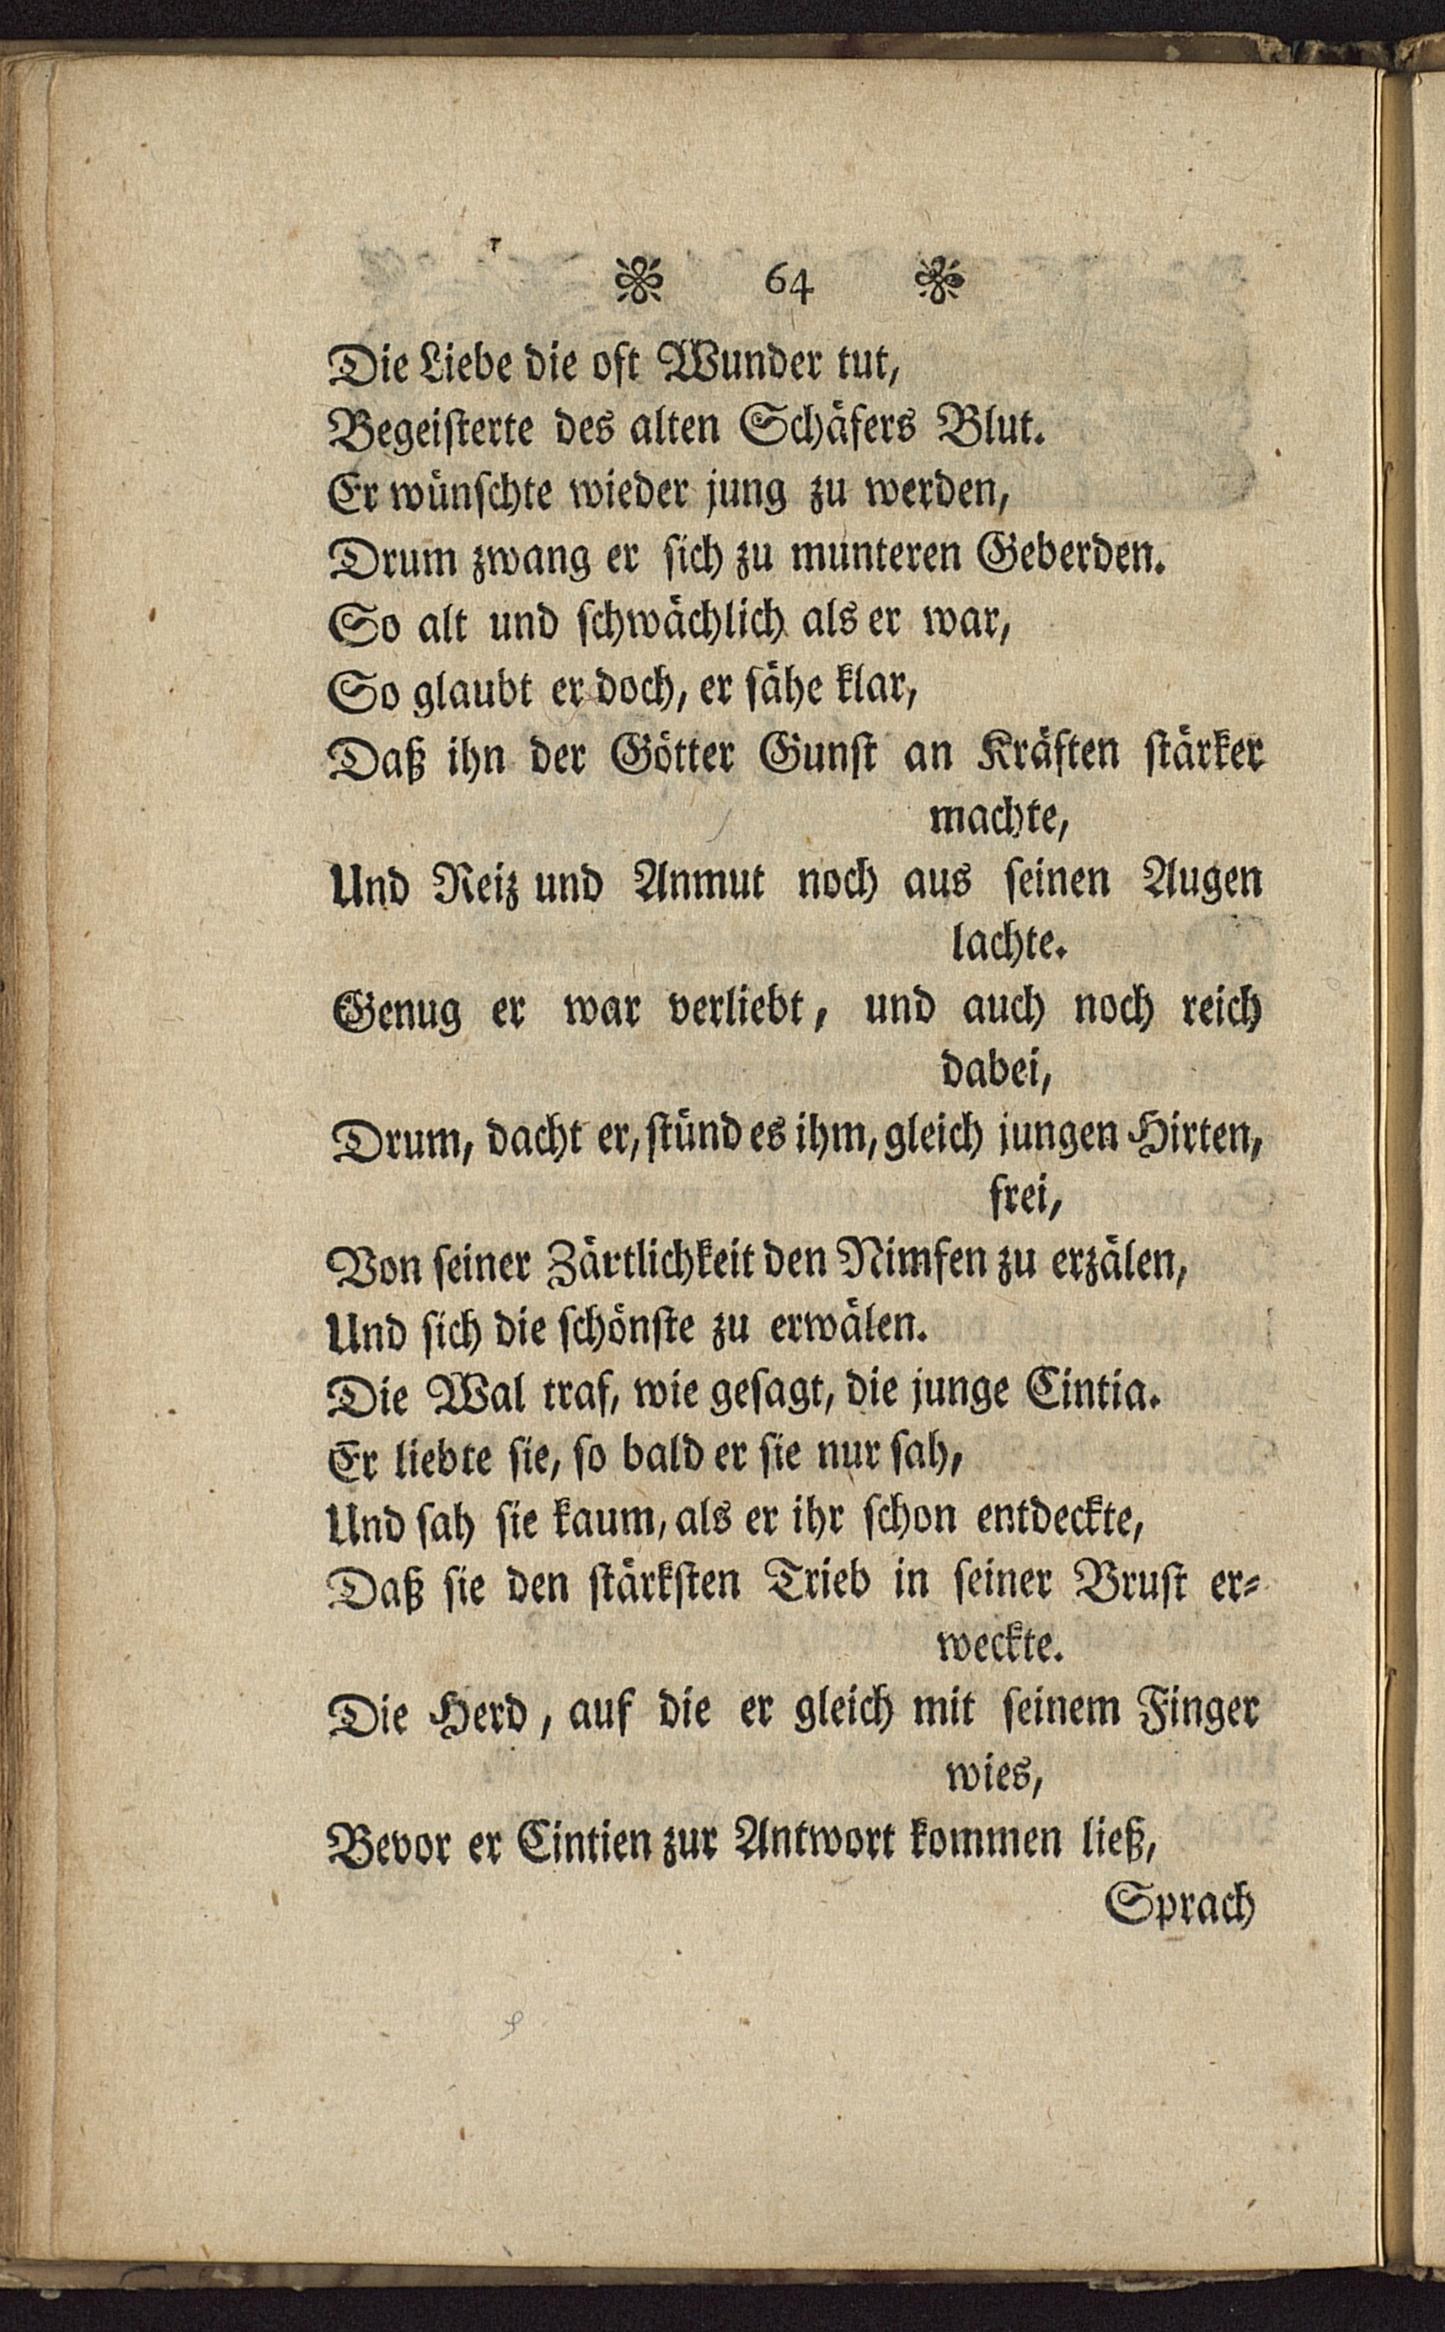 64
Die Liebe die oft Wunder tut,
Begeiſterte des alten Schäfers Blut.
Er wünſchte wieder jung zu werden,
Drum zwang er ſich zu munteren Geberden.
So alt und ſchwächlich als er war,
So glaubt er doch, er ſähe klar,
Daß ihn der Götter Gunſt an Kräften ſtärker
machte,
Und Reiz und Anmut noch aus ſeinen Augen
lachte.
Genug er war verliebt, und auch noch reich
dabei,
Drum, dacht er, ſtünd es ihm, gleich jungen Hirten,
frei,
Von ſeiner Zärtlichkeit den Nimfen zu erzälen,
Und ſich die ſchönſte zu erwälen.
Die Wal traf, wie geſagt, die junge Cintia.
Er liebte ſie, ſo bald er ſie nur ſah,
Und ſah ſie kaum, als er ihr ſchon entdeckte,
Daß ſie den ſtärkſten Trieb in ſeiner Bruſt er⸗
weckte.
Die Herd, auf die er gleich mit ſeinem Finger
wies,
Bevor er Cintien zur Antwort kommen ließ,
Sprach